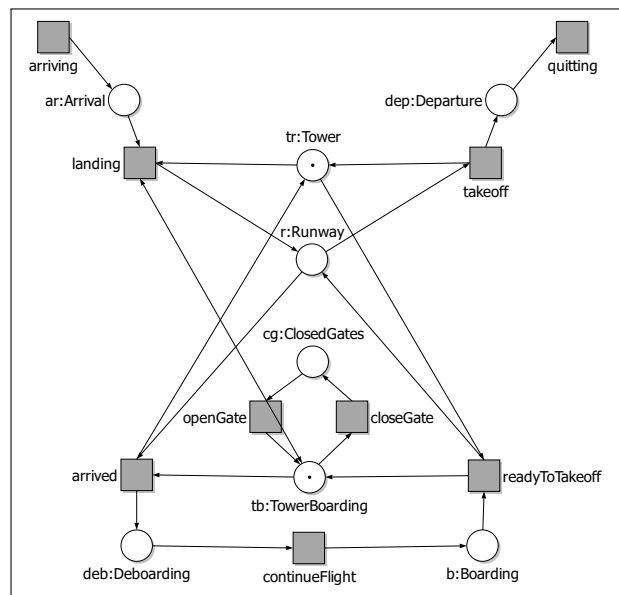 arriving
quitting
ar:Arrival
dep:Departure
tr:Tower
landing
takeoff
r:Runway
cg:ClosedGates
openGate
closeGate
arrived
readyToTakeoff
tb:TowerBoarding
deb:Deboarding
continueFlight
b:Boarding